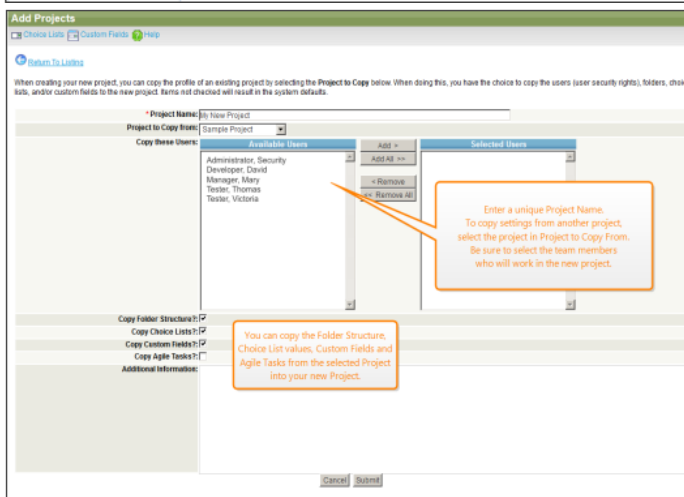 Add Projects
Choice Lists Custom Fields Help
Return To Listing
When creating your new project, you can copy the profile of an existing project by selecting the Project to Copy below. When doing this, you have the choice to copy the users (user security rights), folders, choic
lists, and/or custom fields to the new project. Items not checked will result in the system defaults.
* Project Name: My New Project
Project to Copy from: Sample Project
Copy these Users: Available Users Add > Selected Users
Add All >>
Administrator, Security
Developer, David
Manager, Mary
Tester, Thomas
Tester, Victoria
< Remove
<< Remove All
Enter a unique Project Name.
To copy settings from another project,
select the project in Project to Copy From.
Be sure to select the team members
who will work in the new project.
Copy Folder Structure?:
Copy Choice Lists?:
Copy Custom Fields?:
Copy Agile Tasks?:
You can copy the Folder Structure,
Choice List values, Custom Fields and
Agile Tasks from the selected Project
into your new Project.
Additional Information:
Cancel Submit